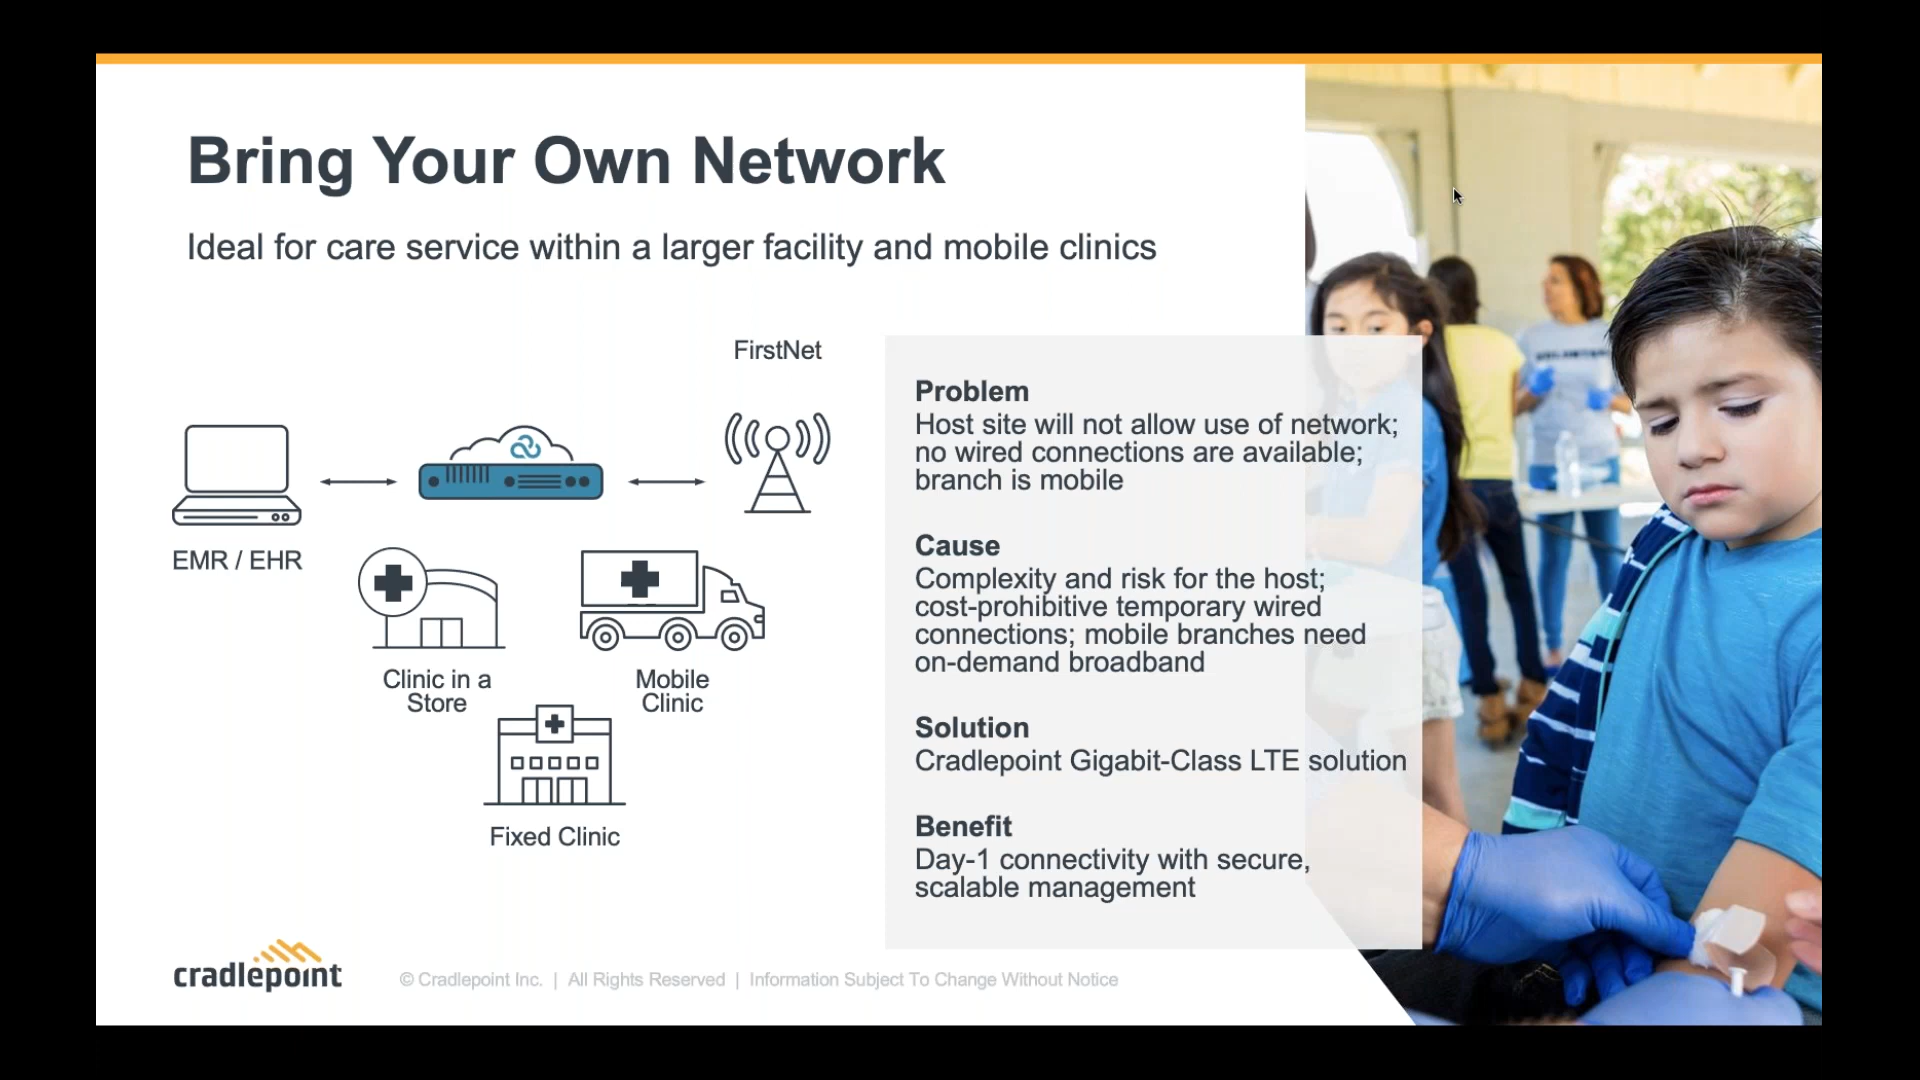 Bring Your Own Network
Ideal for care service within a larger facility and mobile clinics
FirstNet
EMR / EHR
Clinic in a
Store
Mobile
Clinic
Fixed Clinic
Problem
Host site will not allow use of network;
no wired connections are available;
branch is mobile
Cause
Complexity and risk for the host;
cost-prohibitive temporary wired
connections; mobile branches need
on-demand broadband
Solution
Cradlepoint Gigabit-Class LTE solution
Benefit
Day-1 connectivity with secure,
scalable management
cradlepoint
© Cradlepoint Inc. | All Rights Reserved | Information Subject To Change Without Notice